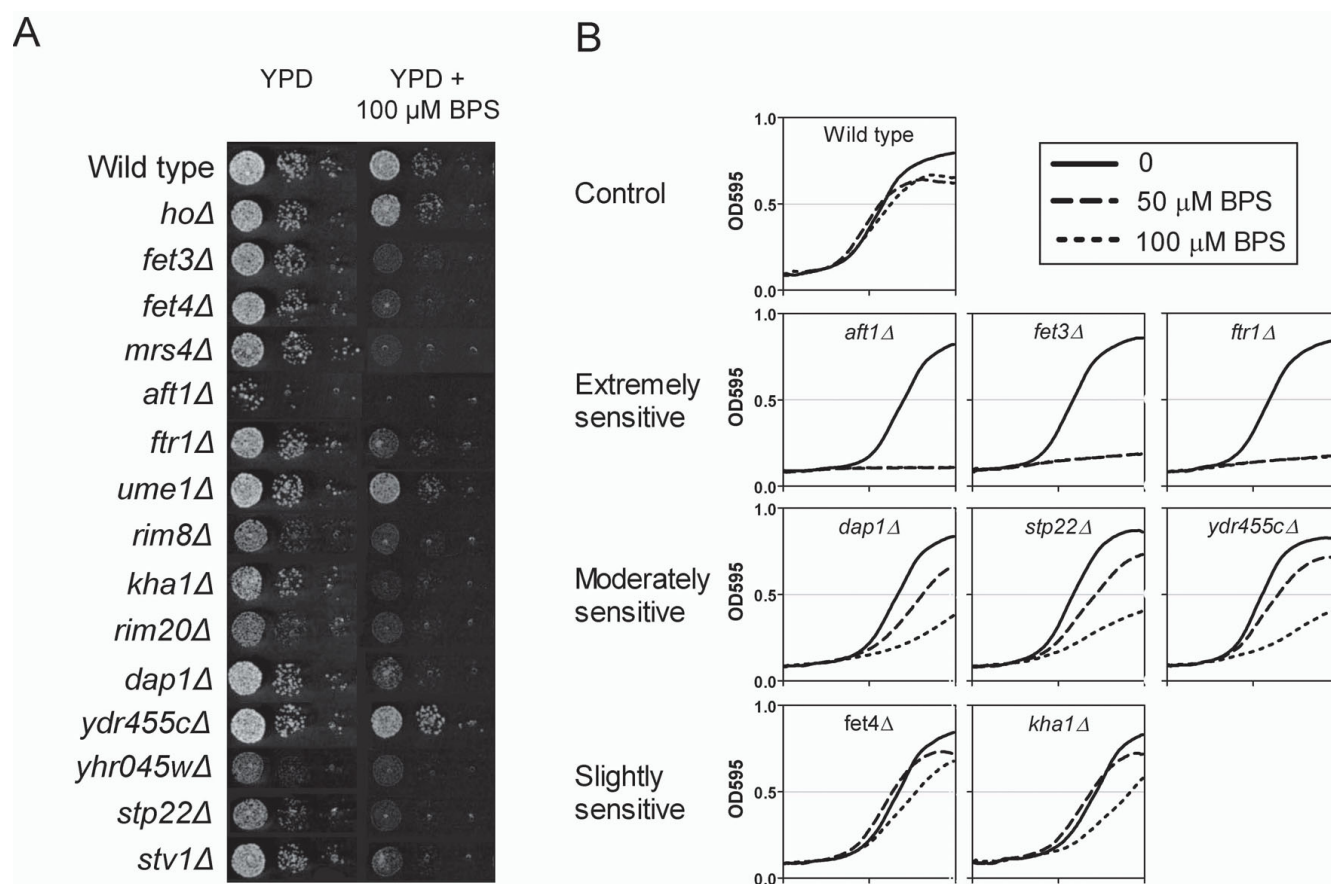 A
YPD
YPD +
100 µM BPS
Wild type
hoΔ
fet3Δ
fet4Δ
mrs4Δ
aft1Δ
ftr1Δ
ume1Δ
rim8Δ
kha1Δ
rim20Δ
dap1Δ
ydr455cΔ
yhr045wΔ
stp22Δ
stv1Δ
B
Control
OD595
1.0
0.5
0.0
Wild type
0
50 µM BPS
100 µM BPS
Extremely
sensitive
OD595
1.0
0.5
0.0
aft1Δ
fet3Δ
ftr1Δ
Moderately
sensitive
OD595
1.0
0.5
0.0
dap1Δ
stp22Δ
ydr455cΔ
Slightly
sensitive
OD595
1.0
0.5
0.0
fet4Δ
kha1Δ